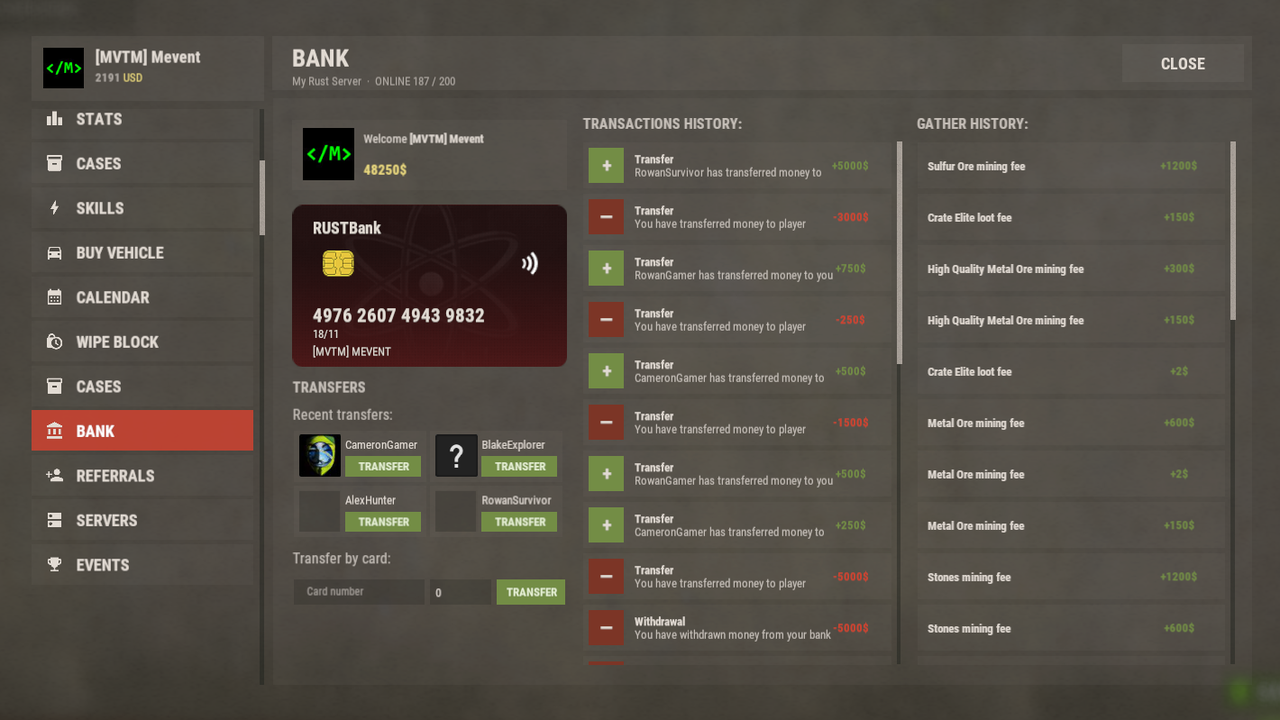 </M>
[MVTM] Mevent
2191 USD
STATS
CASES
SKILLS
BUY VEHICLE
CALENDAR
WIPE BLOCK
CASES
BANK
REFERRALS
SERVERS
EVENTS
BANK
My Rust Server · ONLINE 187 / 200
CLOSE
</M>
Welcome [MVTM] Mevent
48250$
RUSTBank
4976 2607 4943 9832
18/11
[MVTM] MEVENT
TRANSFERS
Recent transfers:
CameronGamer
TRANSFER
?
BlakeExplorer
TRANSFER
AlexHunter
TRANSFER
RowanSurvivor
TRANSFER
Transfer by card:
Card number
0
TRANSFER
TRANSACTIONS HISTORY:
+
Transfer
RowanSurvivor has transferred money to
+5000$
−
Transfer
You have transferred money to player
-3000$
+
Transfer
RowanGamer has transferred money to you
+750$
−
Transfer
You have transferred money to player
-250$
+
Transfer
CameronGamer has transferred money to
+500$
−
Transfer
You have transferred money to player
-1500$
+
Transfer
RowanGamer has transferred money to you
+500$
+
Transfer
CameronGamer has transferred money to
+250$
−
Transfer
You have transferred money to player
-5000$
−
Withdrawal
You have withdrawn money from your bank
-5000$
GATHER HISTORY:
Sulfur Ore mining fee
+1200$
Crate Elite loot fee
+150$
High Quality Metal Ore mining fee
+300$
High Quality Metal Ore mining fee
+150$
Crate Elite loot fee
+2$
Metal Ore mining fee
+600$
Metal Ore mining fee
+2$
Metal Ore mining fee
+150$
Stones mining fee
+1200$
Stones mining fee
+600$